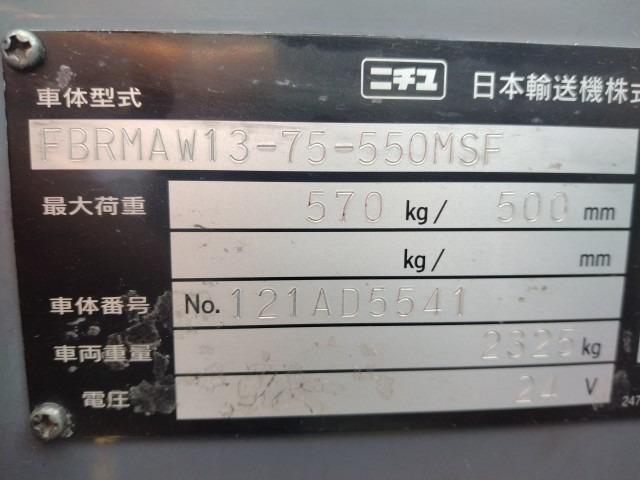 ニチユ 日本輸送機株式
車体型式
FBRMAW13-75-550MSF
最大荷重 570 kg/ 500 mm
kg/ mm
車体番号 No. 121AD5541
車両重量 2325 kg
電圧 24 V
247